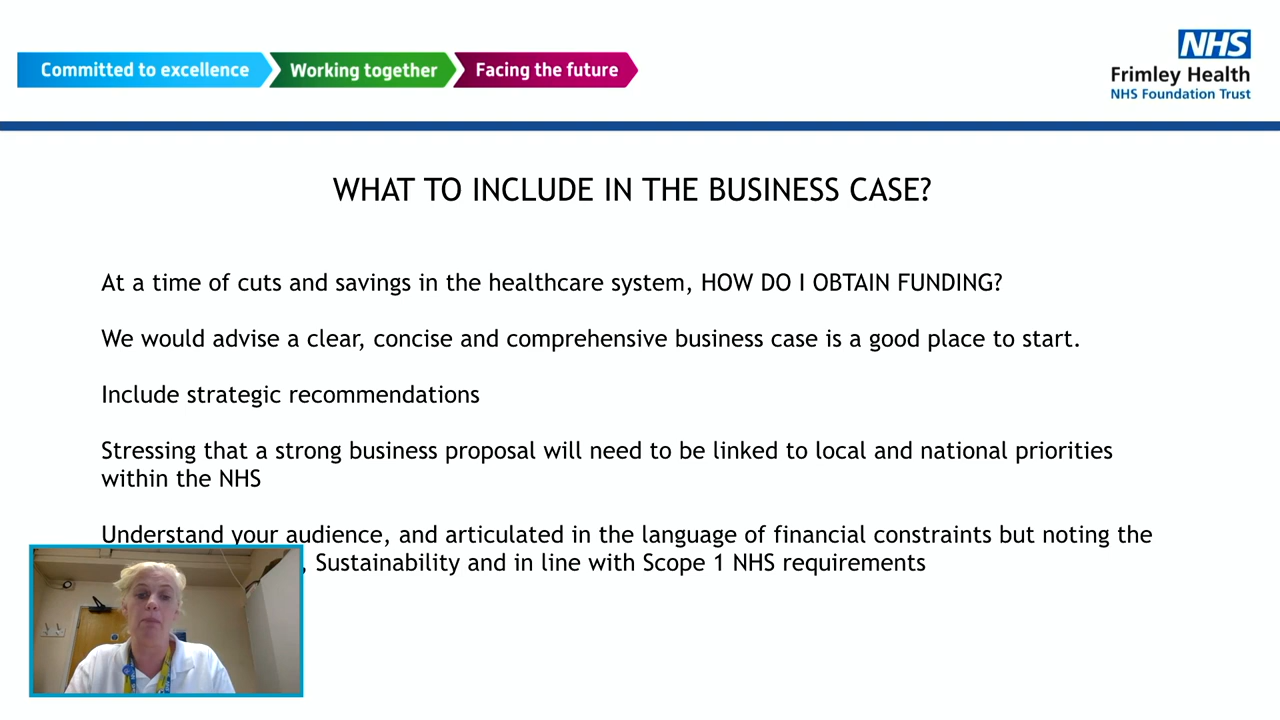 Committed to excellence
Working together
Facing the future
NHS
Frimley Health
NHS Foundation Trust
WHAT TO INCLUDE IN THE BUSINESS CASE?
At a time of cuts and savings in the healthcare system, HOW DO I OBTAIN FUNDING?
We would advise a clear, concise and comprehensive business case is a good place to start.
Include strategic recommendations
Stressing that a strong business proposal will need to be linked to local and national priorities
within the NHS
Understand your audience, and articulated in the language of financial constraints but noting the
, Sustainability and in line with Scope 1 NHS requirements